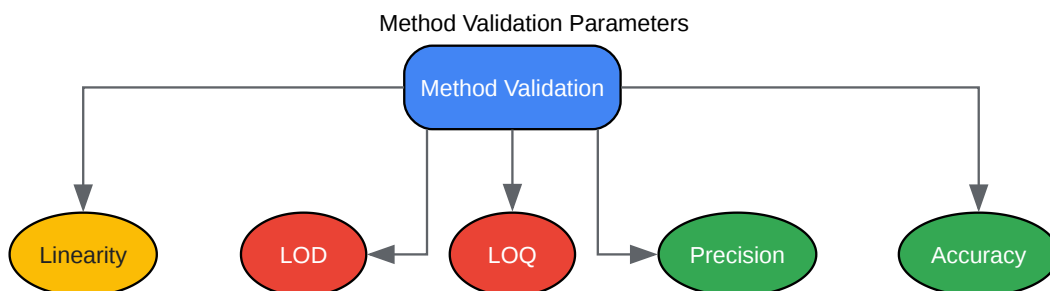 Method Validation Parameters
Method Validation
Linearity
LOD
LOQ
Precision
Accuracy